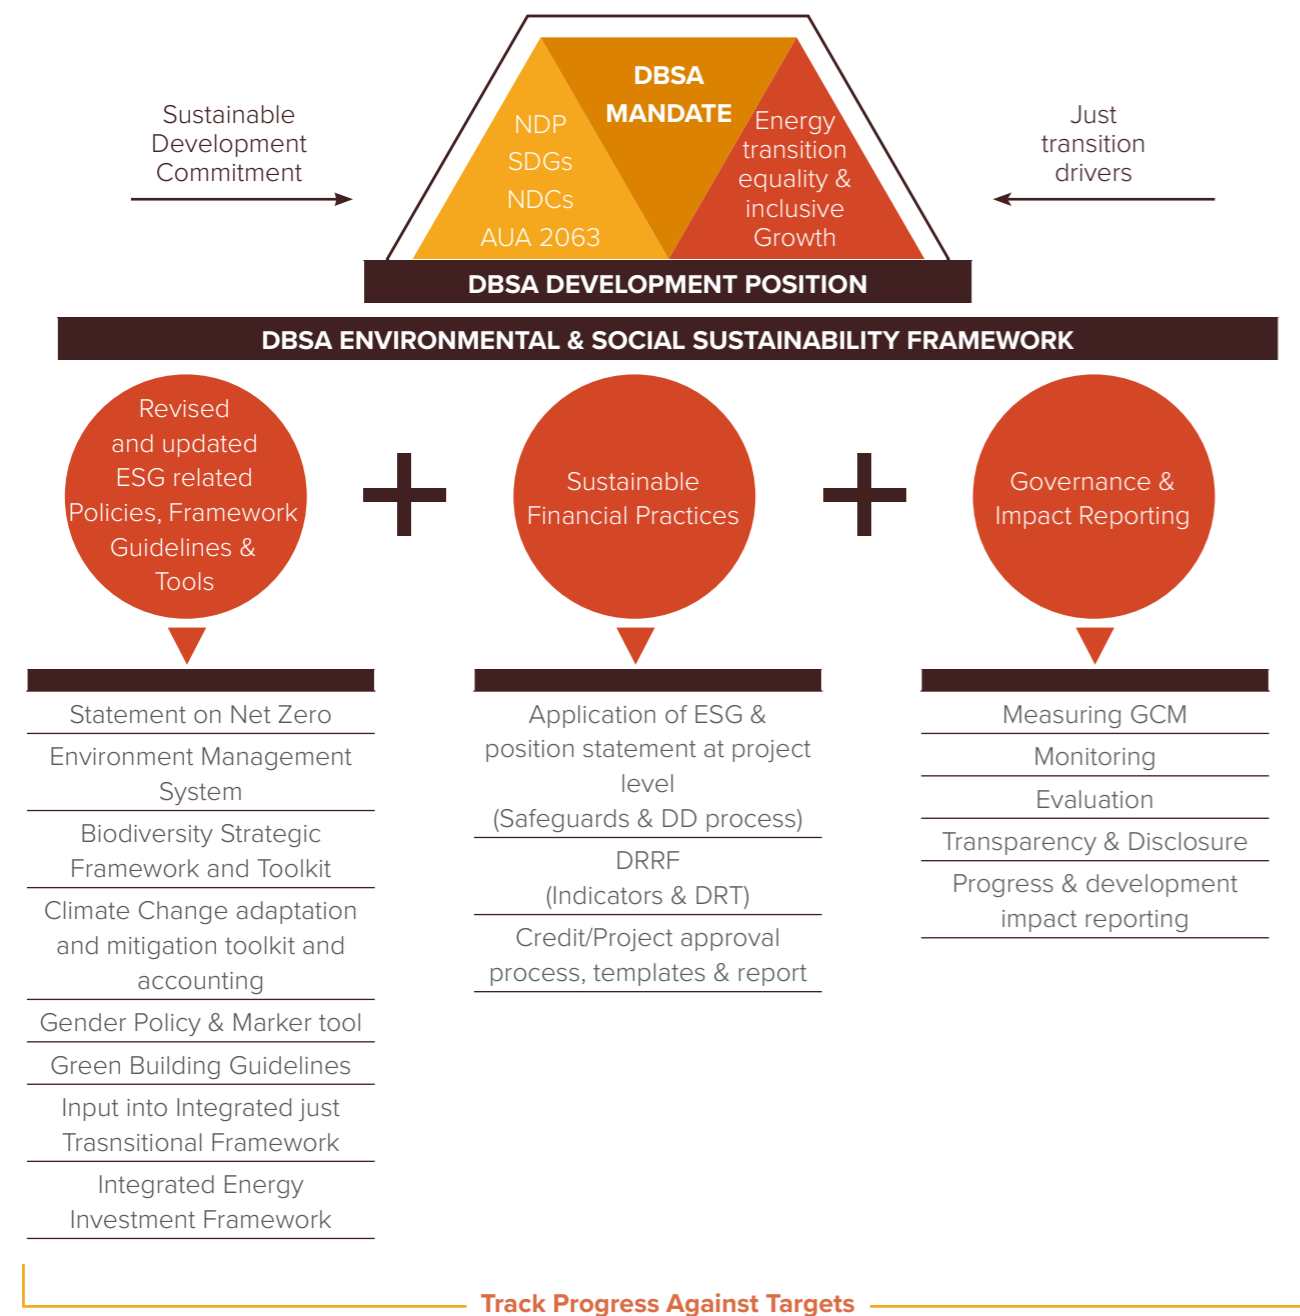 Sustainable
Development
Commitment
DBSA
MANDATE
NDP
SDGs
NDCs
AUA 2063
Energy
transition
equality &
inclusive
Growth
Just
transition
drivers
DBSA DEVELOPMENT POSITION
DBSA ENVIRONMENTAL & SOCIAL SUSTAINABILITY FRAMEWORK
Revised
and updated
ESG related
Policies, Framework
Guidelines &
Tools
Sustainable
Financial Practices
Governance &
Impact Reporting
Statement on Net Zero
Environment Management
System
Biodiversity Strategic
Framework and Toolkit
Climate Change adaptation
and mitigation toolkit and
accounting
Gender Policy & Marker tool
Green Building Guidelines
Input into Integrated just
Trasnsitional Framework
Integrated Energy
Investment Framework
Application of ESG &
position statement at project
level
(Safeguards & DD process)
DRRF
(Indicators & DRT)
Credit/Project approval
process, templates & report
Measuring GCM
Monitoring
Evaluation
Transparency & Disclosure
Progress & development
impact reporting
Track Progress Against Targets